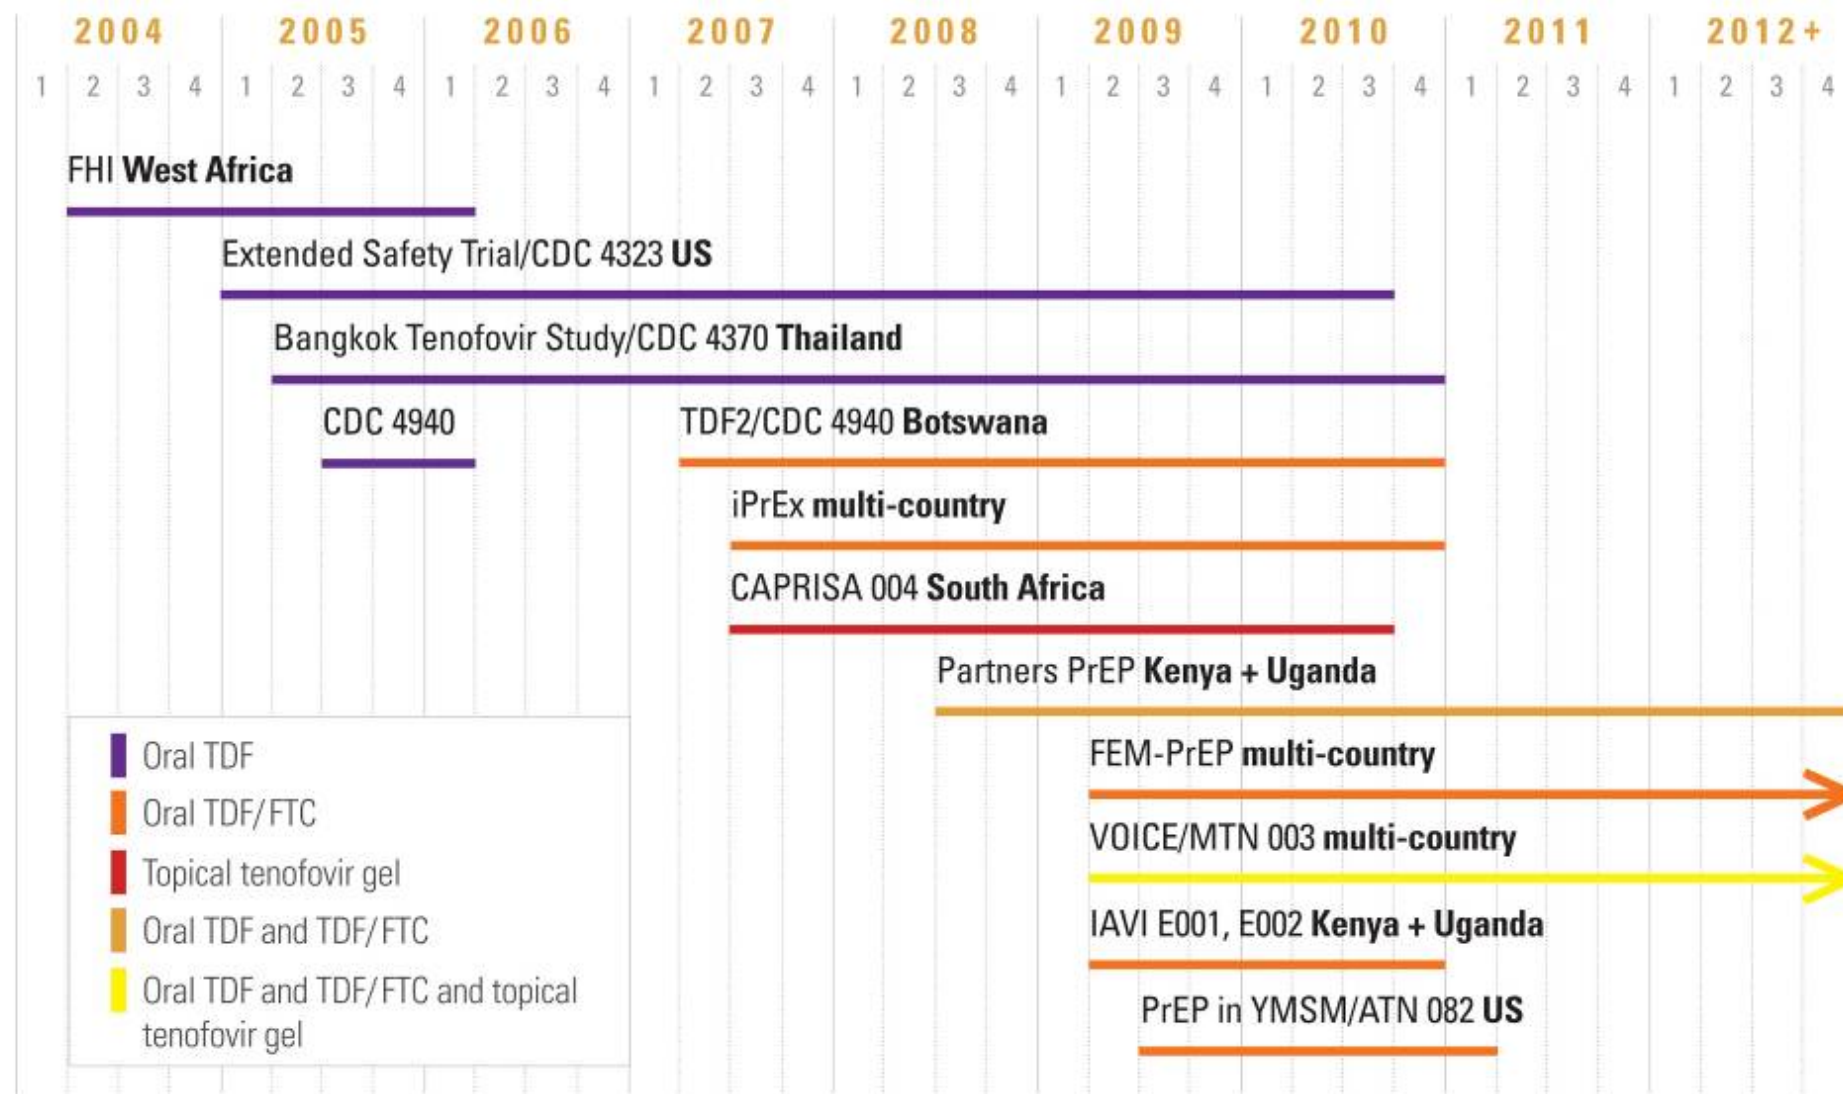 2004 2005 2006 2007 2008 2009 2010 2011 2012+
1 2 3 4 1 2 3 4 1 2 3 4 1 2 3 4 1 2 3 4 1 2 3 4 1 2 3 4 1 2 3 4 1 2 3 4
FHI West Africa
Extended Safety Trial/CDC 4323 US
Bangkok Tenofovir Study/CDC 4370 Thailand
CDC 4940 TDF2/CDC 4940 Botswana
iPrEx multi-country
CAPRISA 004 South Africa
Partners PrEP Kenya + Uganda
FEM-PrEP multi-country
VOICE/MTN 003 multi-country
IAVI E001, E002 Kenya + Uganda
PrEP in YMSM/ATN 082 US
Oral TDF
Oral TDF/FTC
Topical tenofovir gel
Oral TDF and TDF/FTC
Oral TDF and TDF/FTC and topical
tenofovir gel